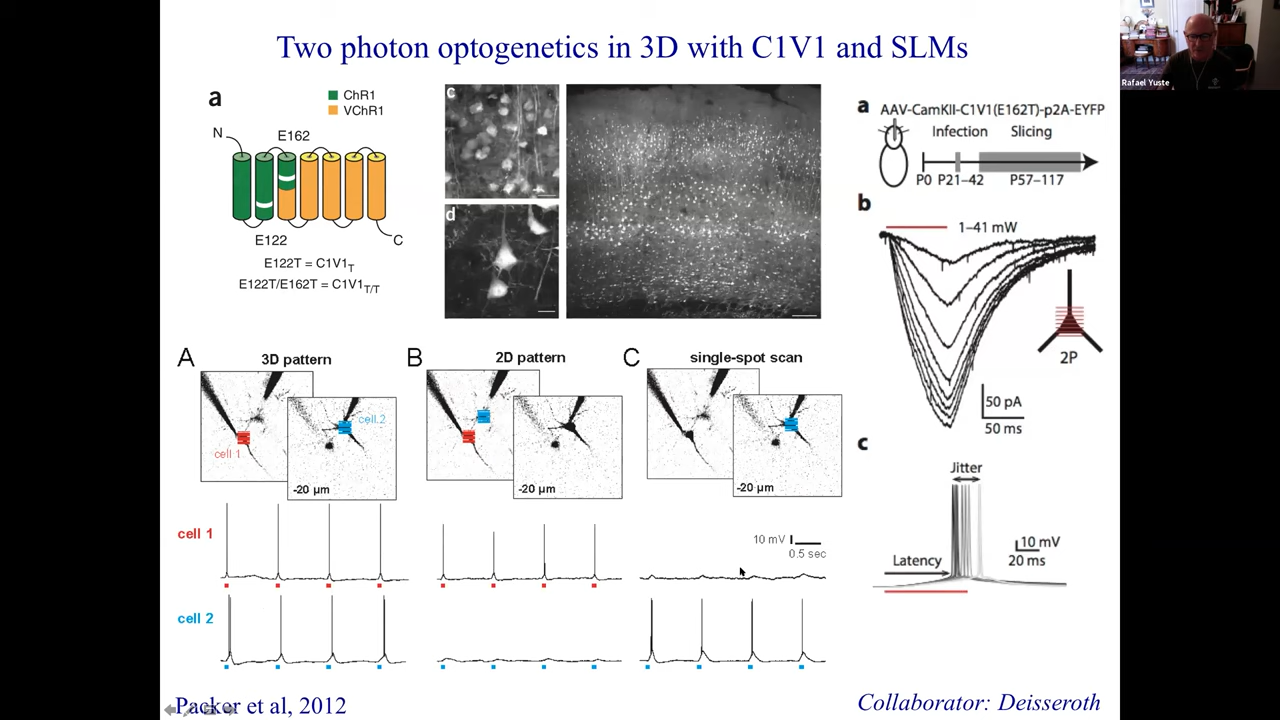 Two photon optogenetics in 3D with C1V1 and SLMs
Rafael Yuste
a
ChR1
VChR1
N
E162
E122
C
E122T = C1V1T
E122T/E162T = C1V1T/T
c
d
a
AAV-CamKII-C1V1(E162T)-p2A-EYFP
Infection
Slicing
P0
P21–42
P57–117
b
1–41 mW
2P
50 pA
50 ms
c
Jitter
Latency
10 mV
20 ms
A
3D pattern
cell 1
cell 2
-20 µm
B
2D pattern
-20 µm
C
single-spot scan
-20 µm
cell 1
10 mV
0.5 sec
cell 2
Packer et al, 2012
Collaborator: Deisseroth